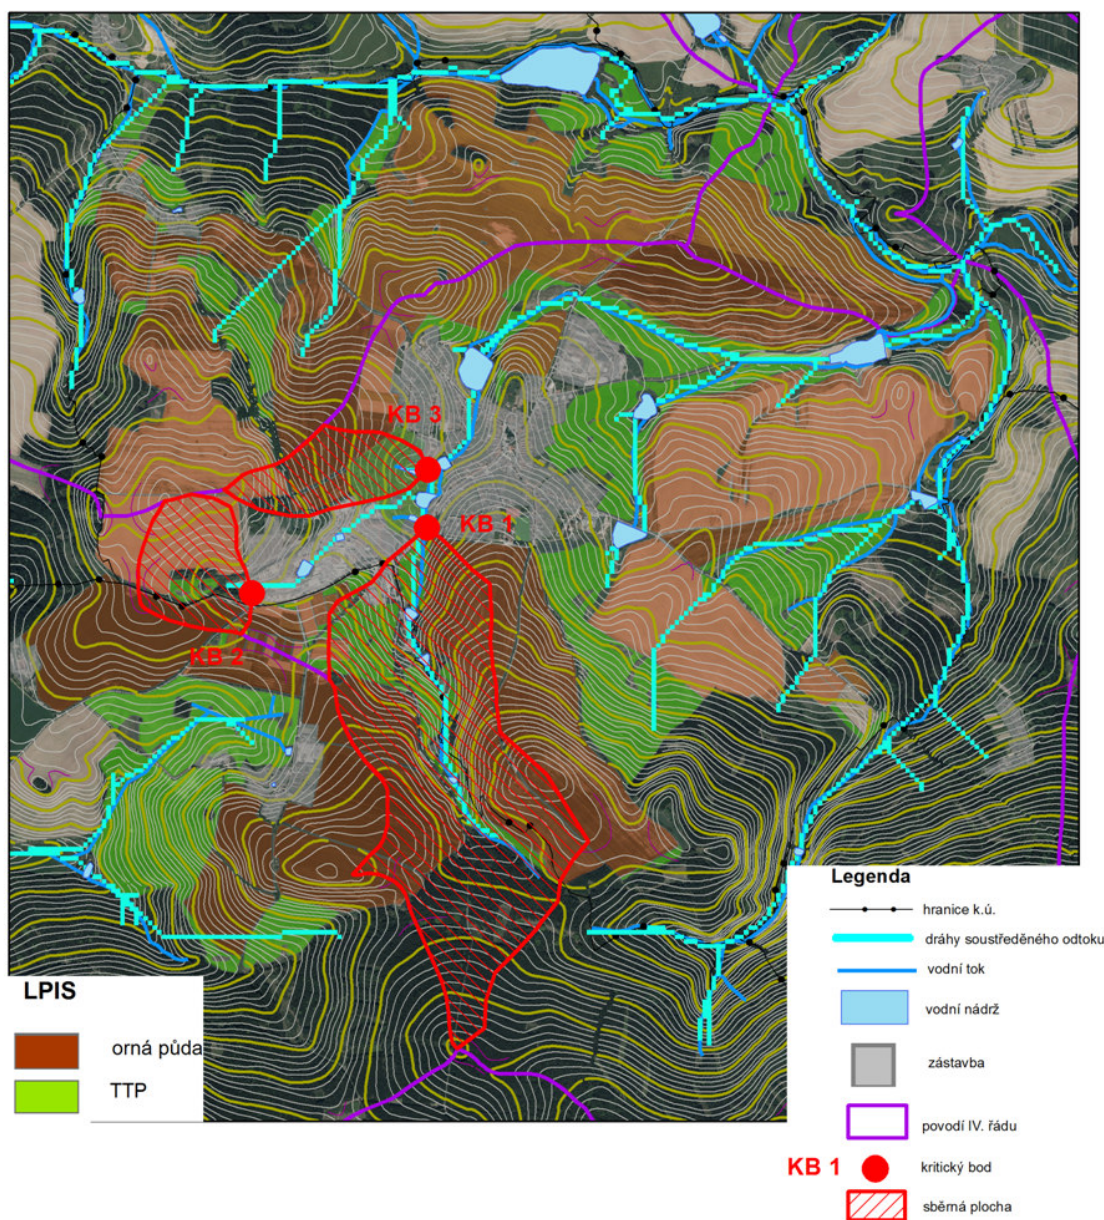 KB 3
KB 1
KB 2
LPIS
orná půda
TTP
Legenda
hranice k.ú.
dráhy soustředěného odtoku
vodní tok
vodní nádrž
zástavba
povodí IV. řádu
KB 1
kritický bod
sběrná plocha